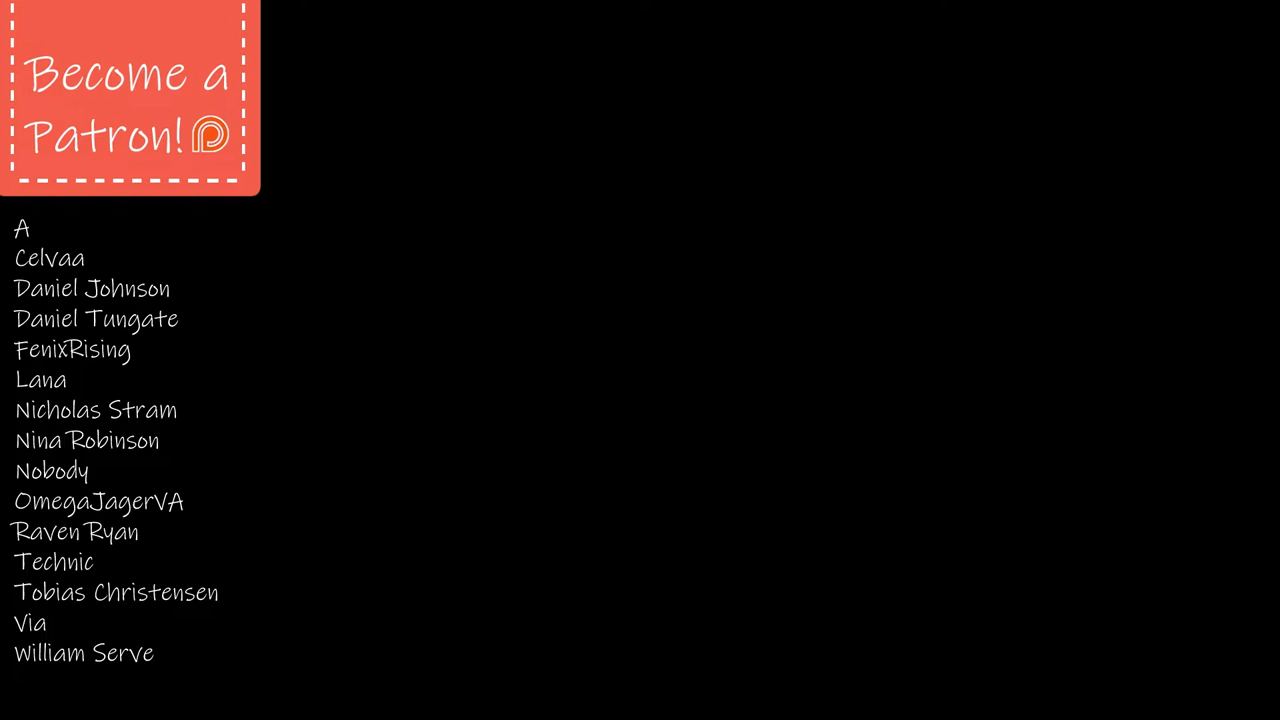 Become a
Patron!
A
Celvaa
Daniel Johnson
Daniel Tungate
FenixRising
Lana
Nicholas Stram
Nina Robinson
Nobody
OmegaJagerVA
Raven Ryan
Technic
Tobias Christensen
Via
William Serve